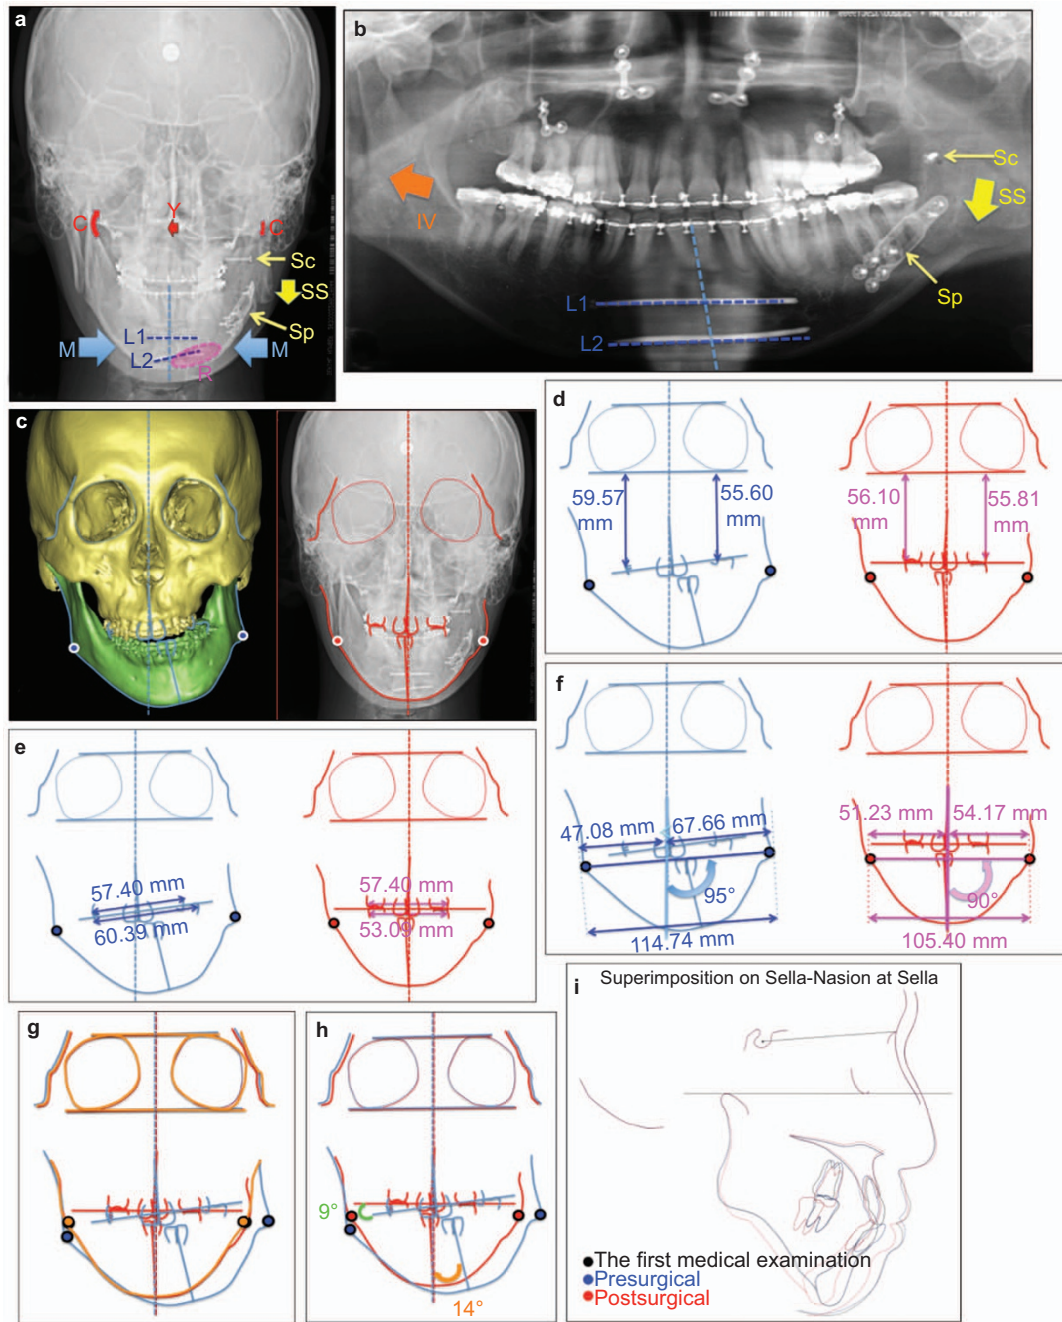 a
C
Y
C
Sc
SS
L1
Sp
M
M
L2
R
b
Sc
SS
IV
Sp
L1
L2
c
d
59.57
mm
55.60
mm
56.10
mm
55.81
mm
e
57.40 mm
60.39 mm
57.40 mm
53.09 mm
f
47.08 mm
67.66 mm
95°
114.74 mm
51.23 mm
54.17 mm
90°
105.40 mm
g
h
9°
14°
i
Superimposition on Sella-Nasion at Sella
The first medical examination
Presurgical
Postsurgical